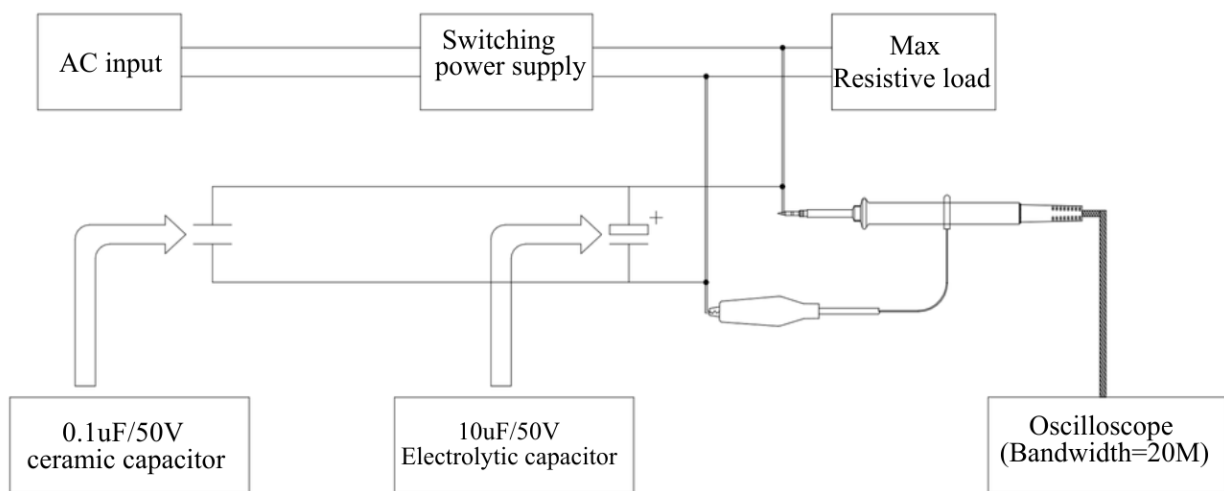 AC input
Switching
power supply
Max
Resistive load
+
0.1uF/50V
ceramic capacitor
10uF/50V
Electrolytic capacitor
Oscilloscope
(Bandwidth=20M)